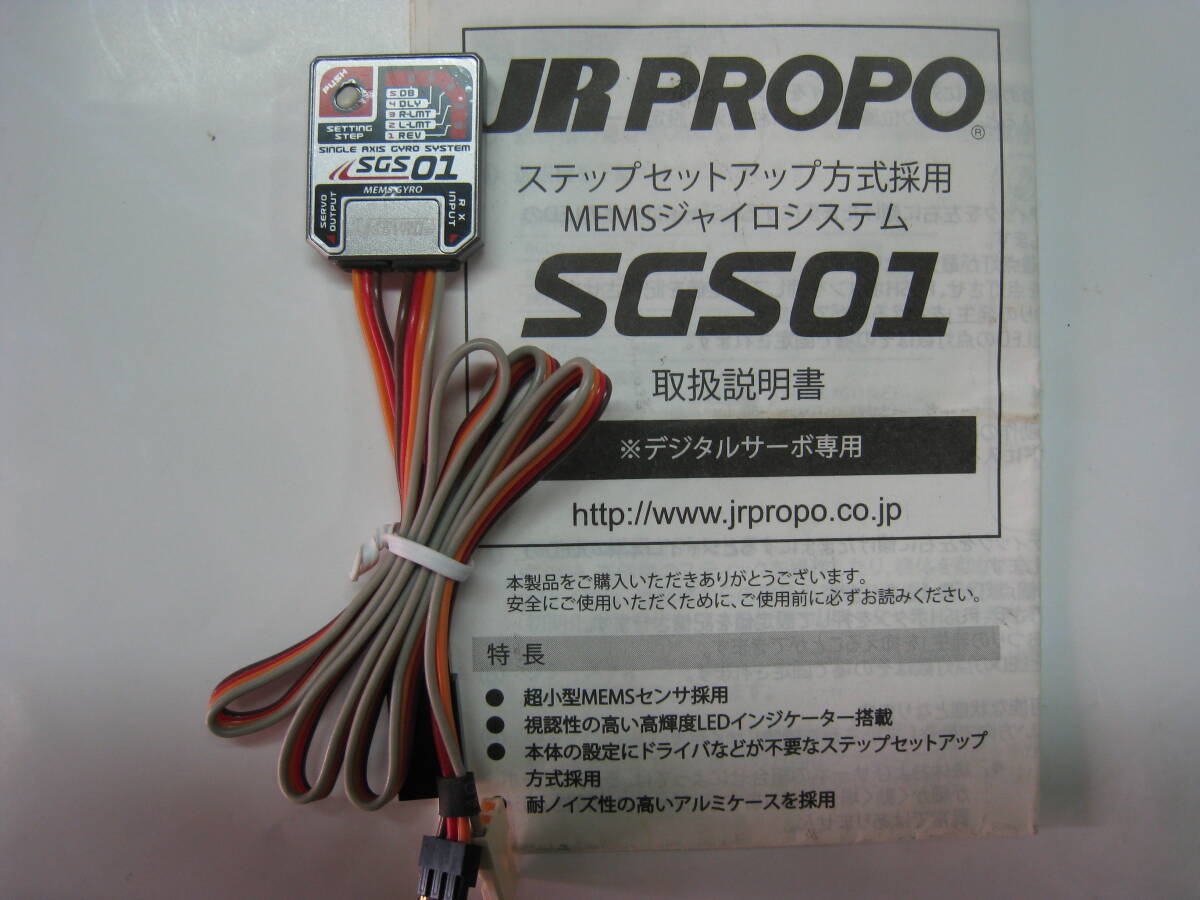 PUSH
5 DB
4 DLY
3 R-LMT
2 L-LMT
1 REV
SETTING
STEP
SINGLE AXIS GYRO SYSTEM
SGS01
MEMS GYRO
SERVO
OUTPUT
RX
INPUT
JR PROPO®
ステップセットアップ方式採用
MEMSジャイロシステム
SGS01
取扱説明書
※デジタルサーボ専用
http://www.jrpropo.co.jp
本製品をご購入いただきありがとうございます。
安全にご使用いただくために、ご使用前に必ずお読みください。
特 長
● 超小型MEMSセンサ採用
● 視認性の高い高輝度LEDインジケーター搭載
● 本体の設定にドライバなどが不要なステップセットアップ
方式採用
● 耐ノイズ性の高いアルミケースを採用